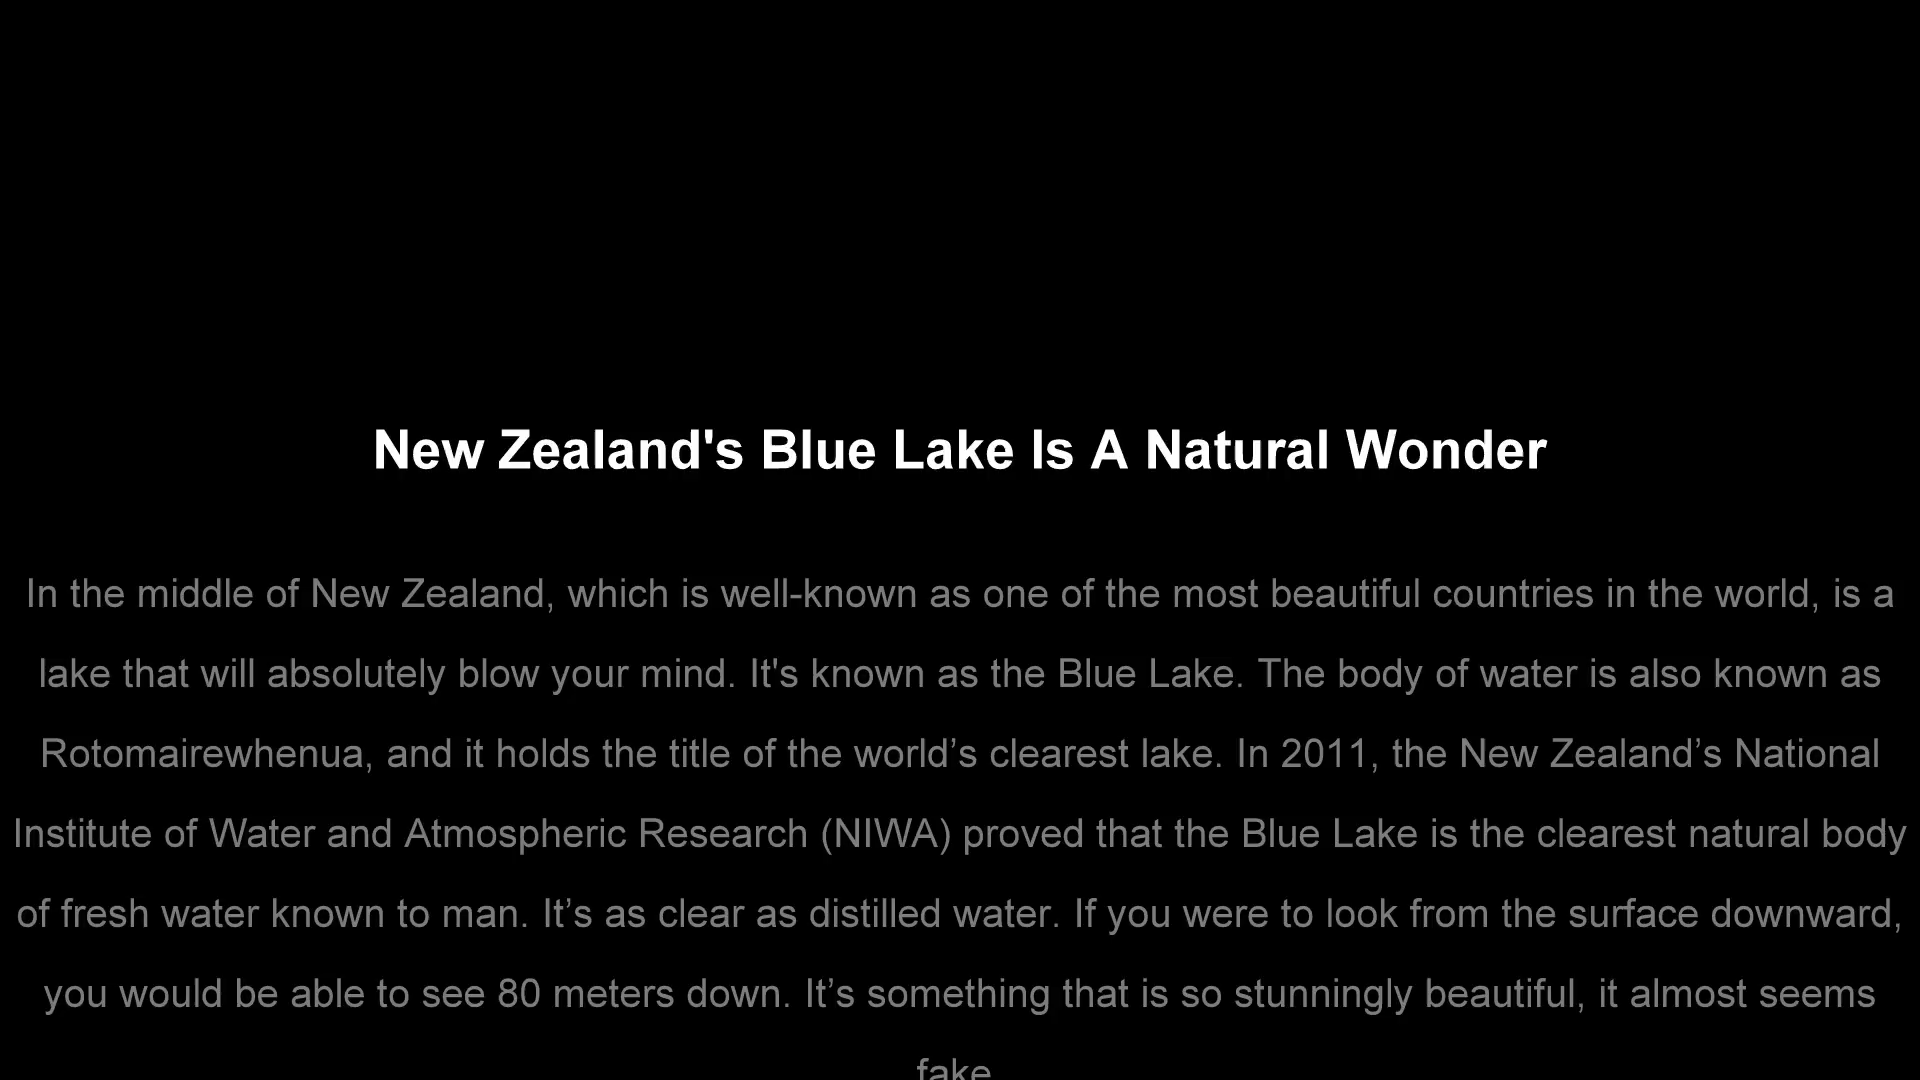 New Zealand's Blue Lake Is A Natural Wonder
In the middle of New Zealand, which is well-known as one of the most beautiful countries in the world, is a
lake that will absolutely blow your mind. It's known as the Blue Lake. The body of water is also known as
Rotomairewhenua, and it holds the title of the world’s clearest lake. In 2011, the New Zealand’s National
Institute of Water and Atmospheric Research (NIWA) proved that the Blue Lake is the clearest natural body
of fresh water known to man. It’s as clear as distilled water. If you were to look from the surface downward,
you would be able to see 80 meters down. It’s something that is so stunningly beautiful, it almost seems
fake